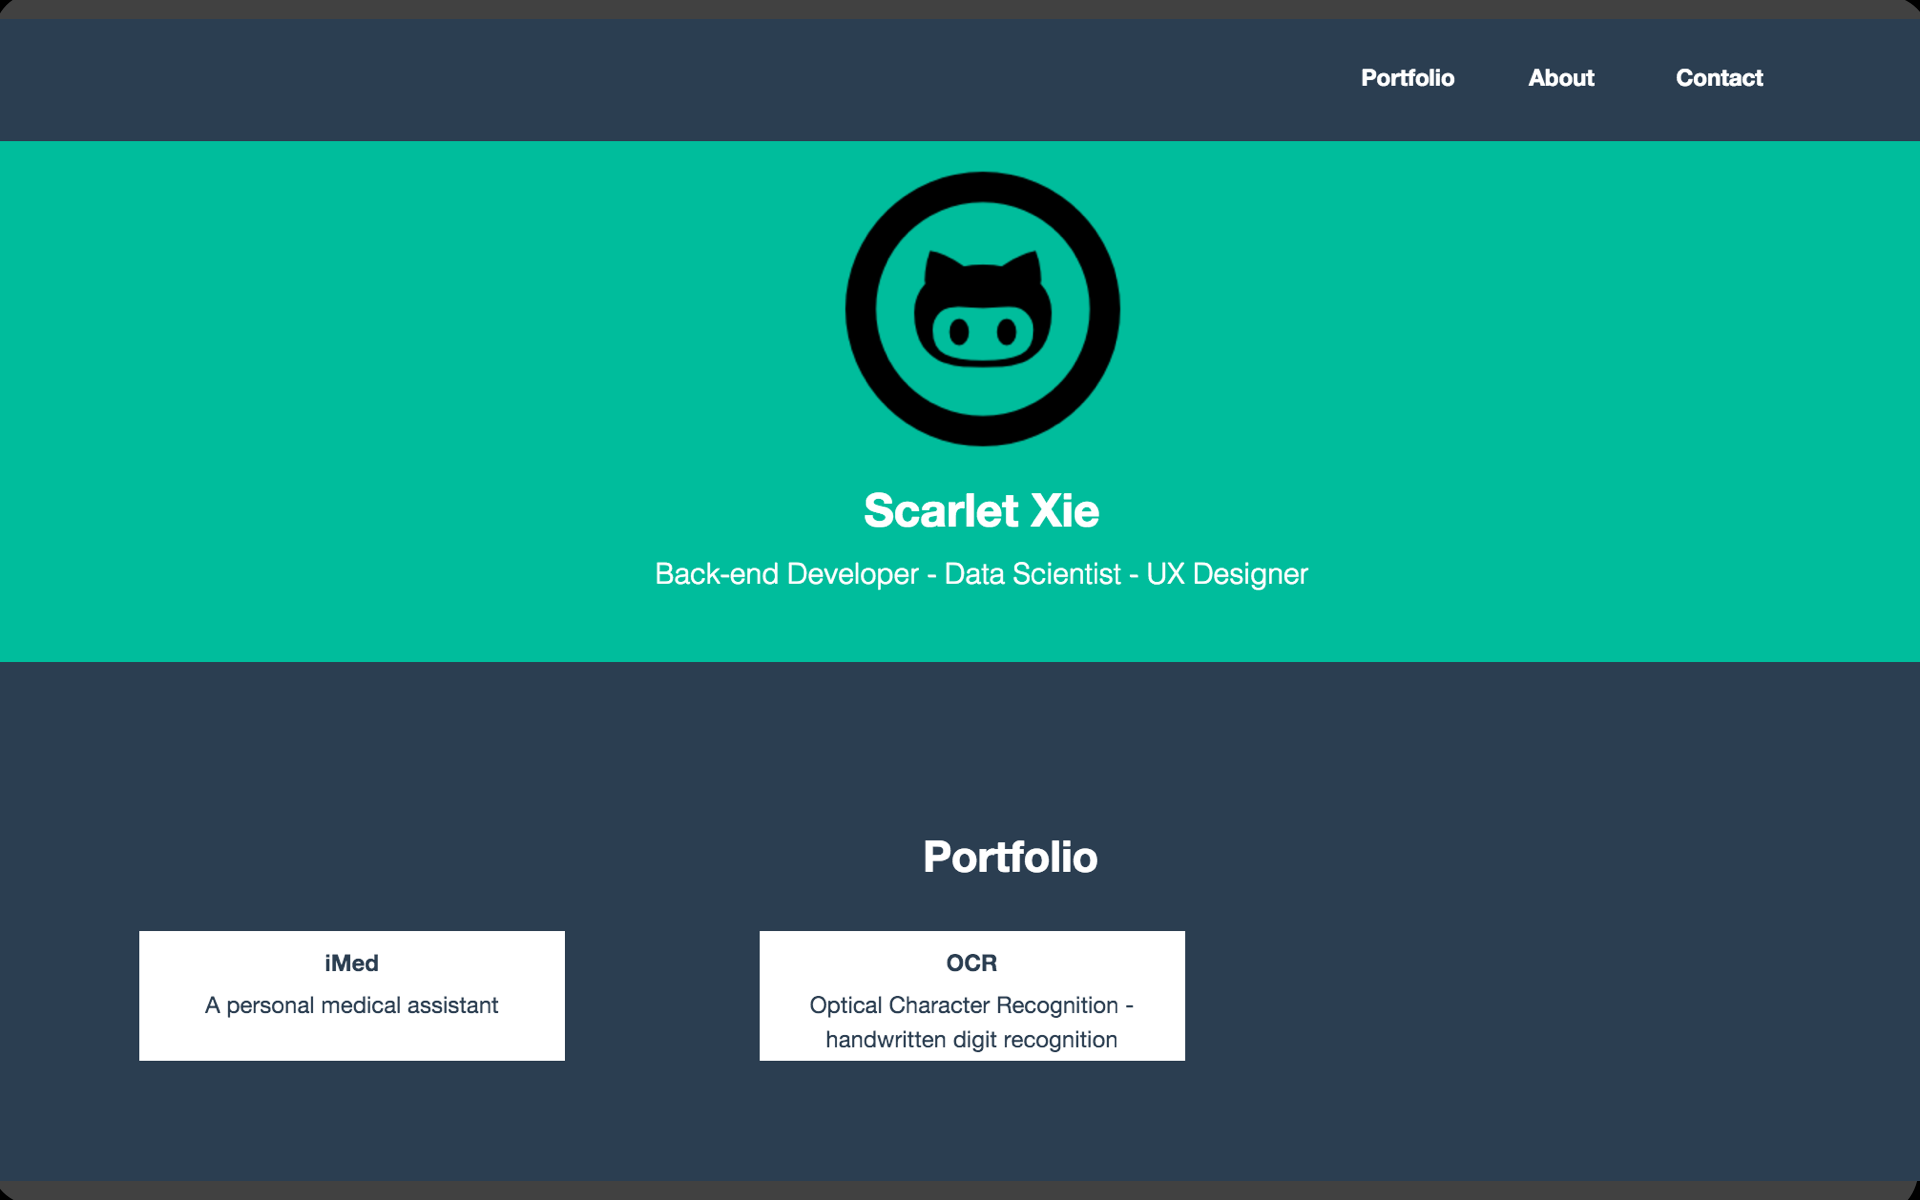 Portfolio About Contact
Scarlet Xie
Back-end Developer - Data Scientist - UX Designer
Portfolio
iMed
A personal medical assistant
OCR
Optical Character Recognition -
handwritten digit recognition